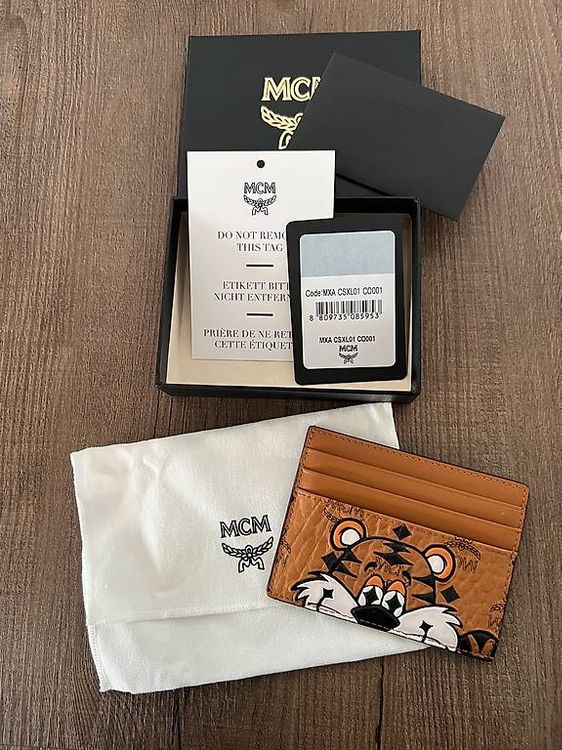 MCM
DO NOT REMO
THIS TAG
ETIKETT BITT
NICHT ENTFERN
PRIÈRE DE NE RET
CETTE ÉTIQUET
Code:MXA CSXL01 CO001
8 809735 085953
MXA CSXL01 CO001
MCM
MCM
MCM